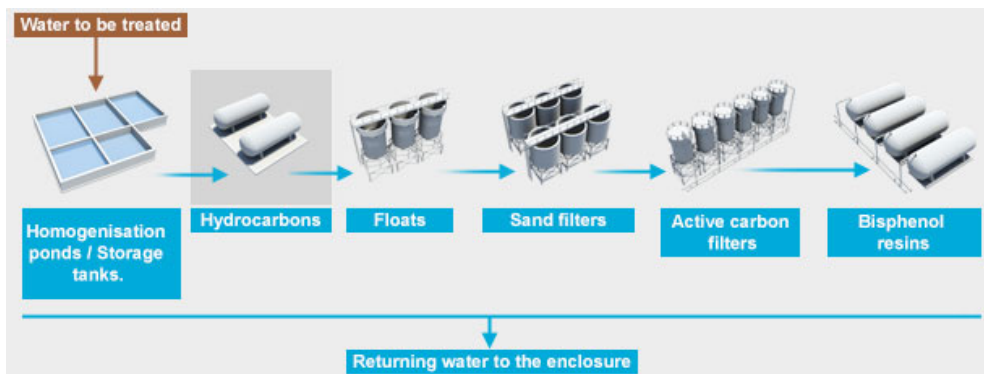 Water to be treated
Homogenisation
ponds / Storage
tanks.
Hydrocarbons
Floats
Sand filters
Active carbon
filters
Bisphenol
resins
Returning water to the enclosure